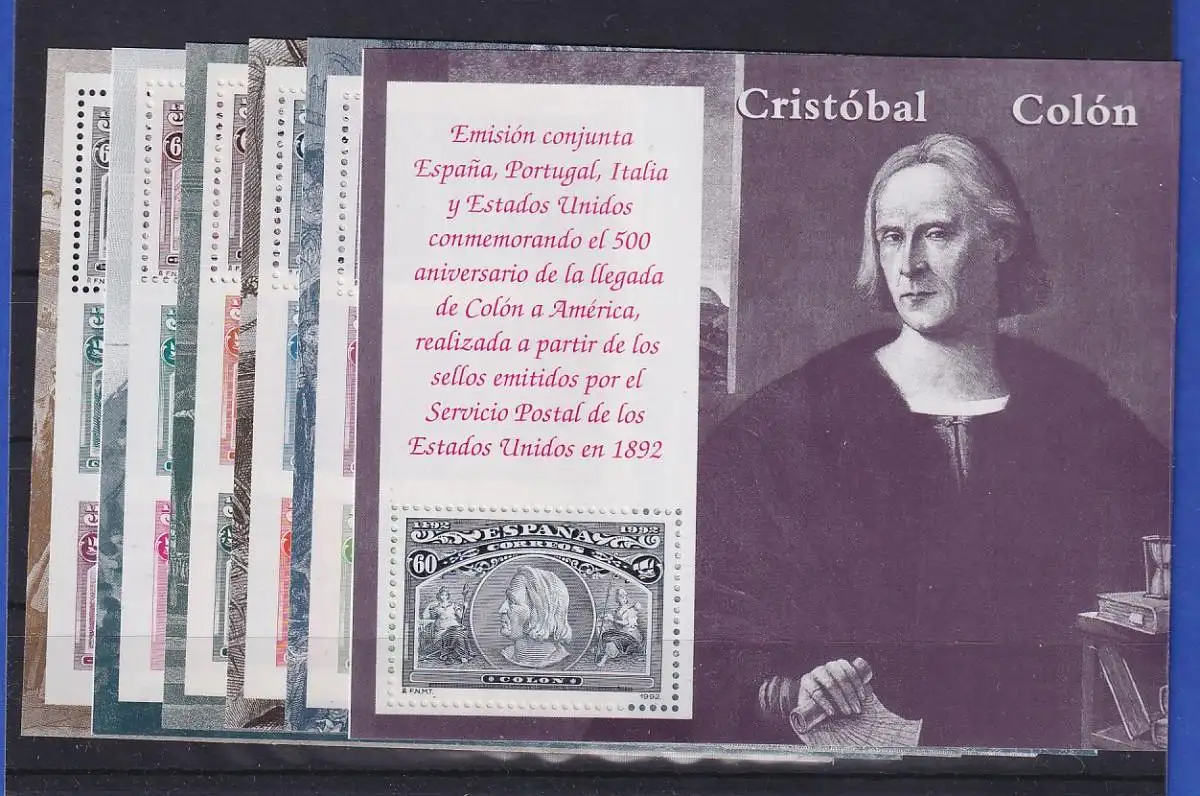 Cristóbal Colón
Emisión conjunta
España, Portugal, Italia
y Estados Unidos
conmemorando el 500
aniversario de la llegada
de Colón a América,
realizada a partir de los
sellos emitidos por el
Servicio Postal de los
Estados Unidos en 1892
1492 ESPAÑA 1992
CORREOS
60
COLON
F.N.M.T. 1992